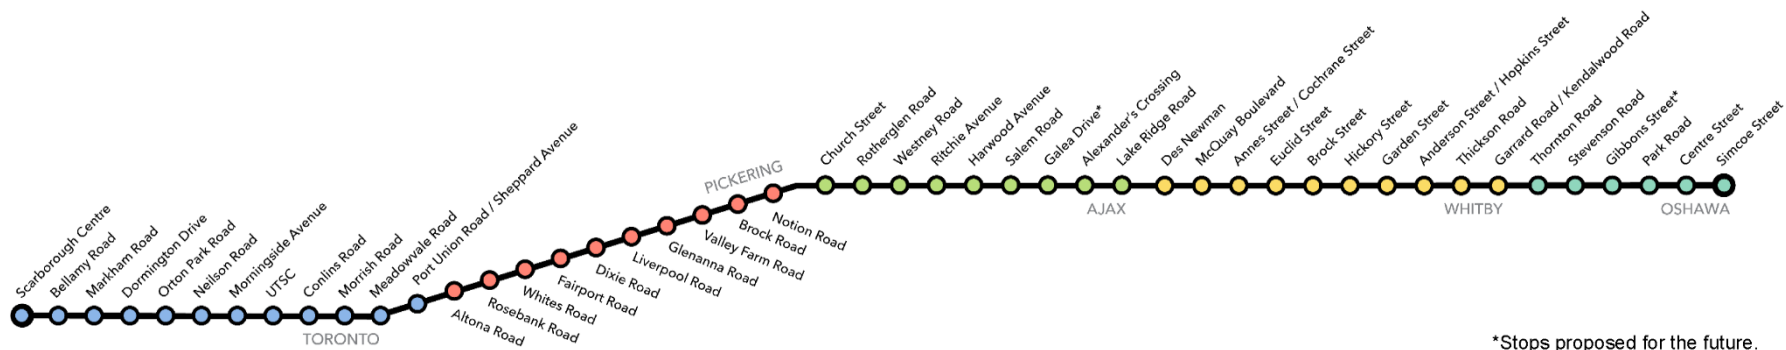 Scarborough Centre
Bellamy Road
Markham Road
Dormington Drive
Orton Park Road
Neilson Road
Morningside Avenue
UTSC
Conlins Road
Morrish Road
Meadowvale Road
Port Union Road / Sheppard Avenue
TORONTO
Altona Road
Rosebank Road
Whites Road
Fairport Road
Dixie Road
Liverpool Road
Glenanna Road
Valley Farm Road
Brock Road
Notion Road
PICKERING
Church Street
Rotherglen Road
Westney Road
Ritchie Avenue
Harwood Avenue
Salem Road
Galea Drive*
Alexander's Crossing
Lake Ridge Road
AJAX
Des Newman
McQuay Boulevard
Annes Street / Cochrane Street
Euclid Street
Brock Street
Hickory Street
Garden Street
Anderson Street / Hopkins Street
Thickson Road
Garrard Road / Kendalwood Road
WHITBY
Thornton Road
Stevenson Road
Gibbons Street*
Park Road
Centre Street
Simcoe Street
OSHAWA
*Stops proposed for the future.